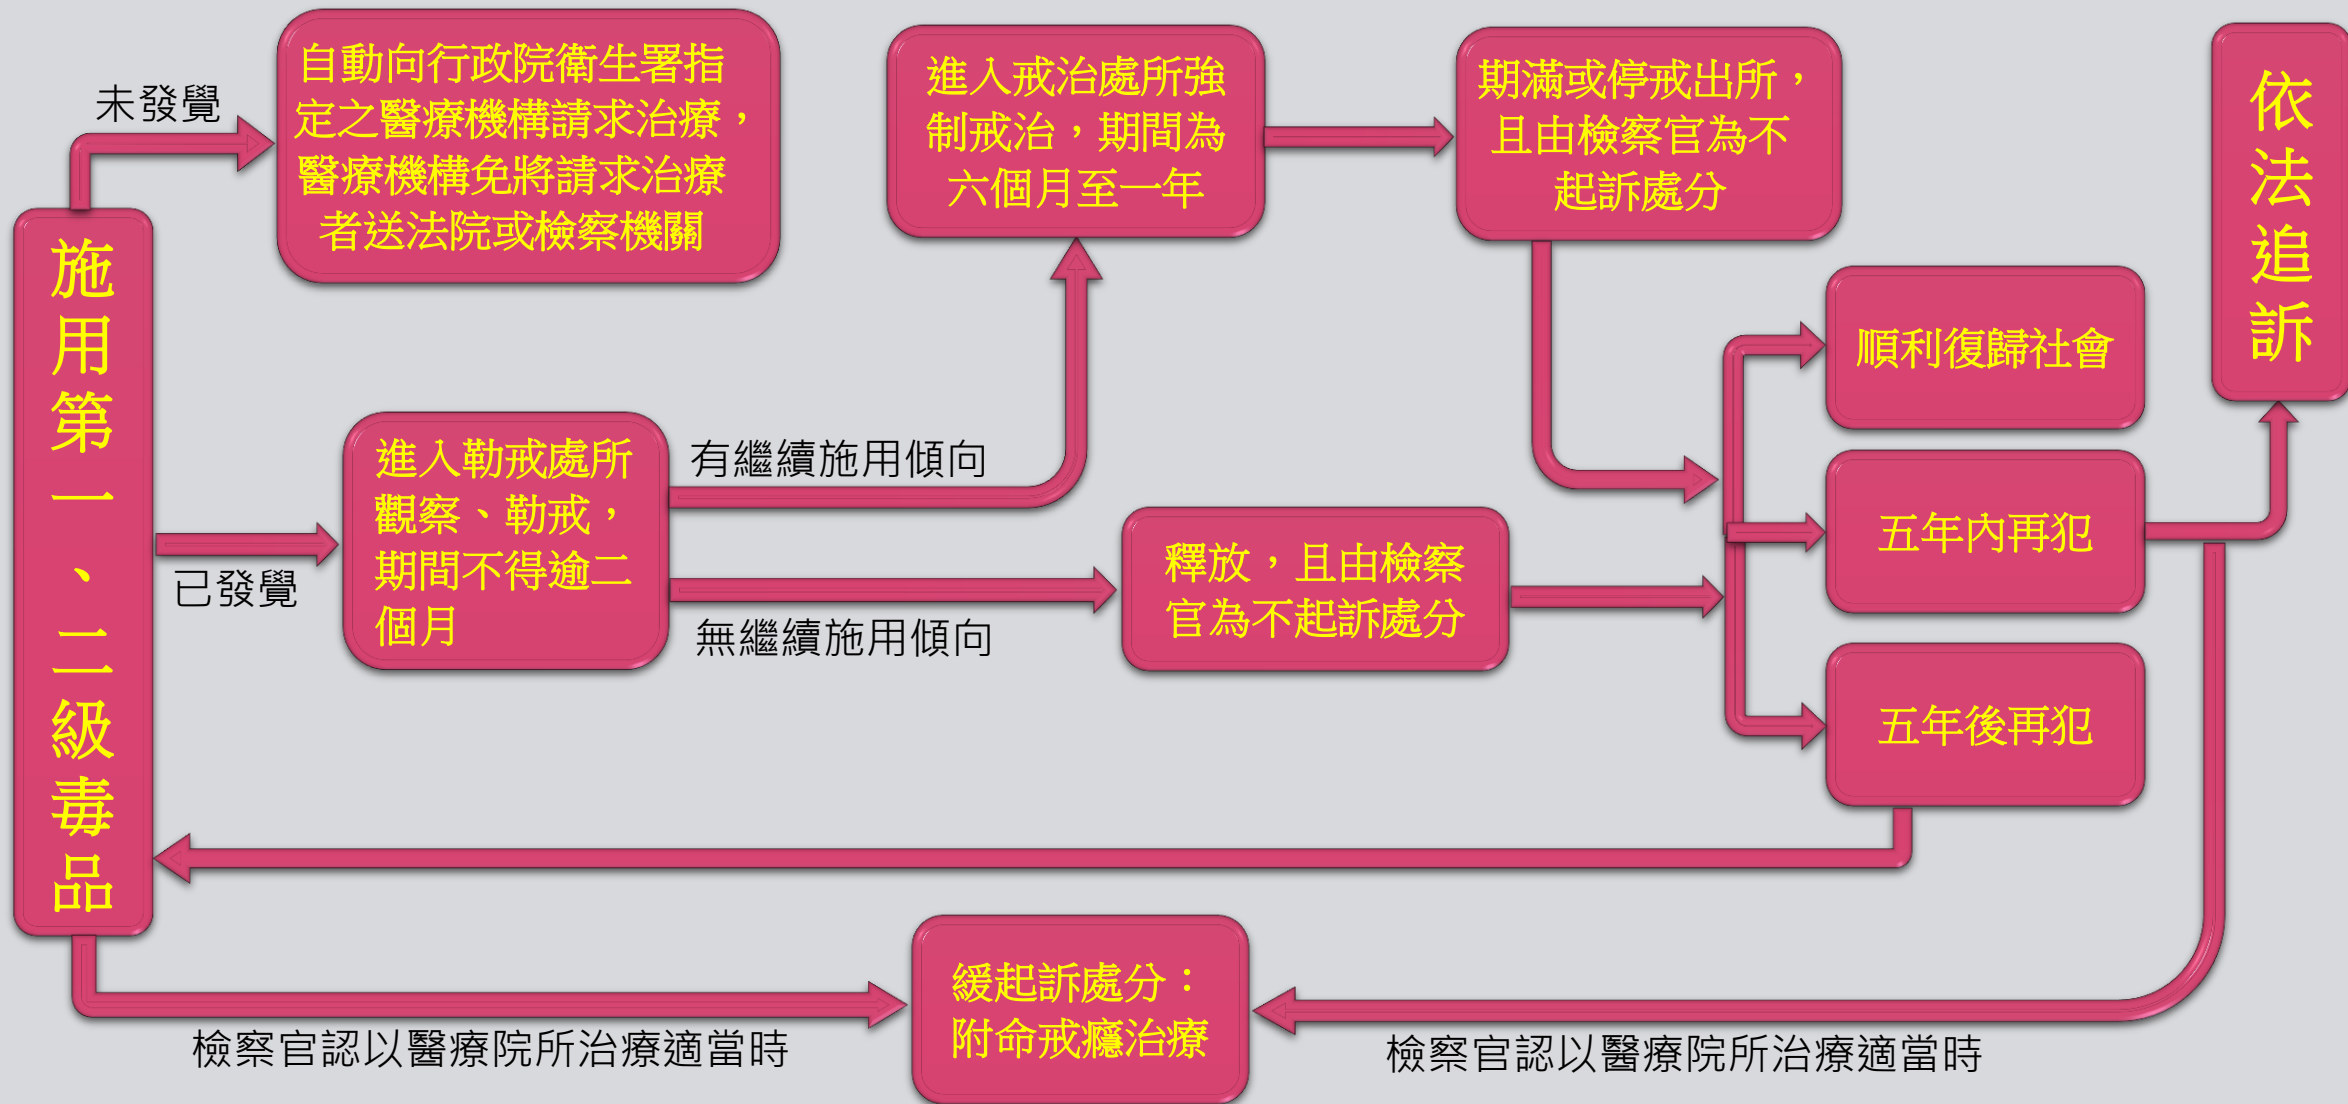 施用第一、二級毒品
未發覺
自動向行政院衛生署指
定之醫療機構請求治療，
醫療機構免將請求治療
者送法院或檢察機關
已發覺
進入勒戒處所
觀察、勒戒，
期間不得逾二
個月
有繼續施用傾向
無繼續施用傾向
進入戒治處所強
制戒治，期間為
六個月至一年
期滿或停戒出所，
且由檢察官為不
起訴處分
釋放，且由檢察
官為不起訴處分
順利復歸社會
五年內再犯
五年後再犯
依法追訴
檢察官認以醫療院所治療適當時
緩起訴處分：
附命戒癮治療
檢察官認以醫療院所治療適當時